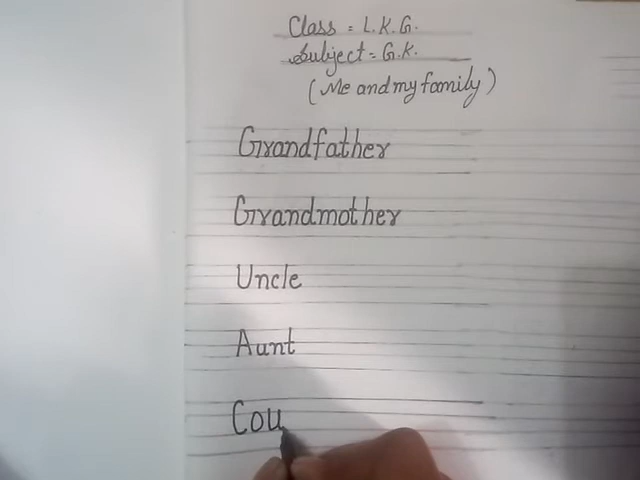 Class = L.K.G.
Subject = G.K.
(Me and my family)
Grandfather
Grandmother
Uncle
Aunt
Cou